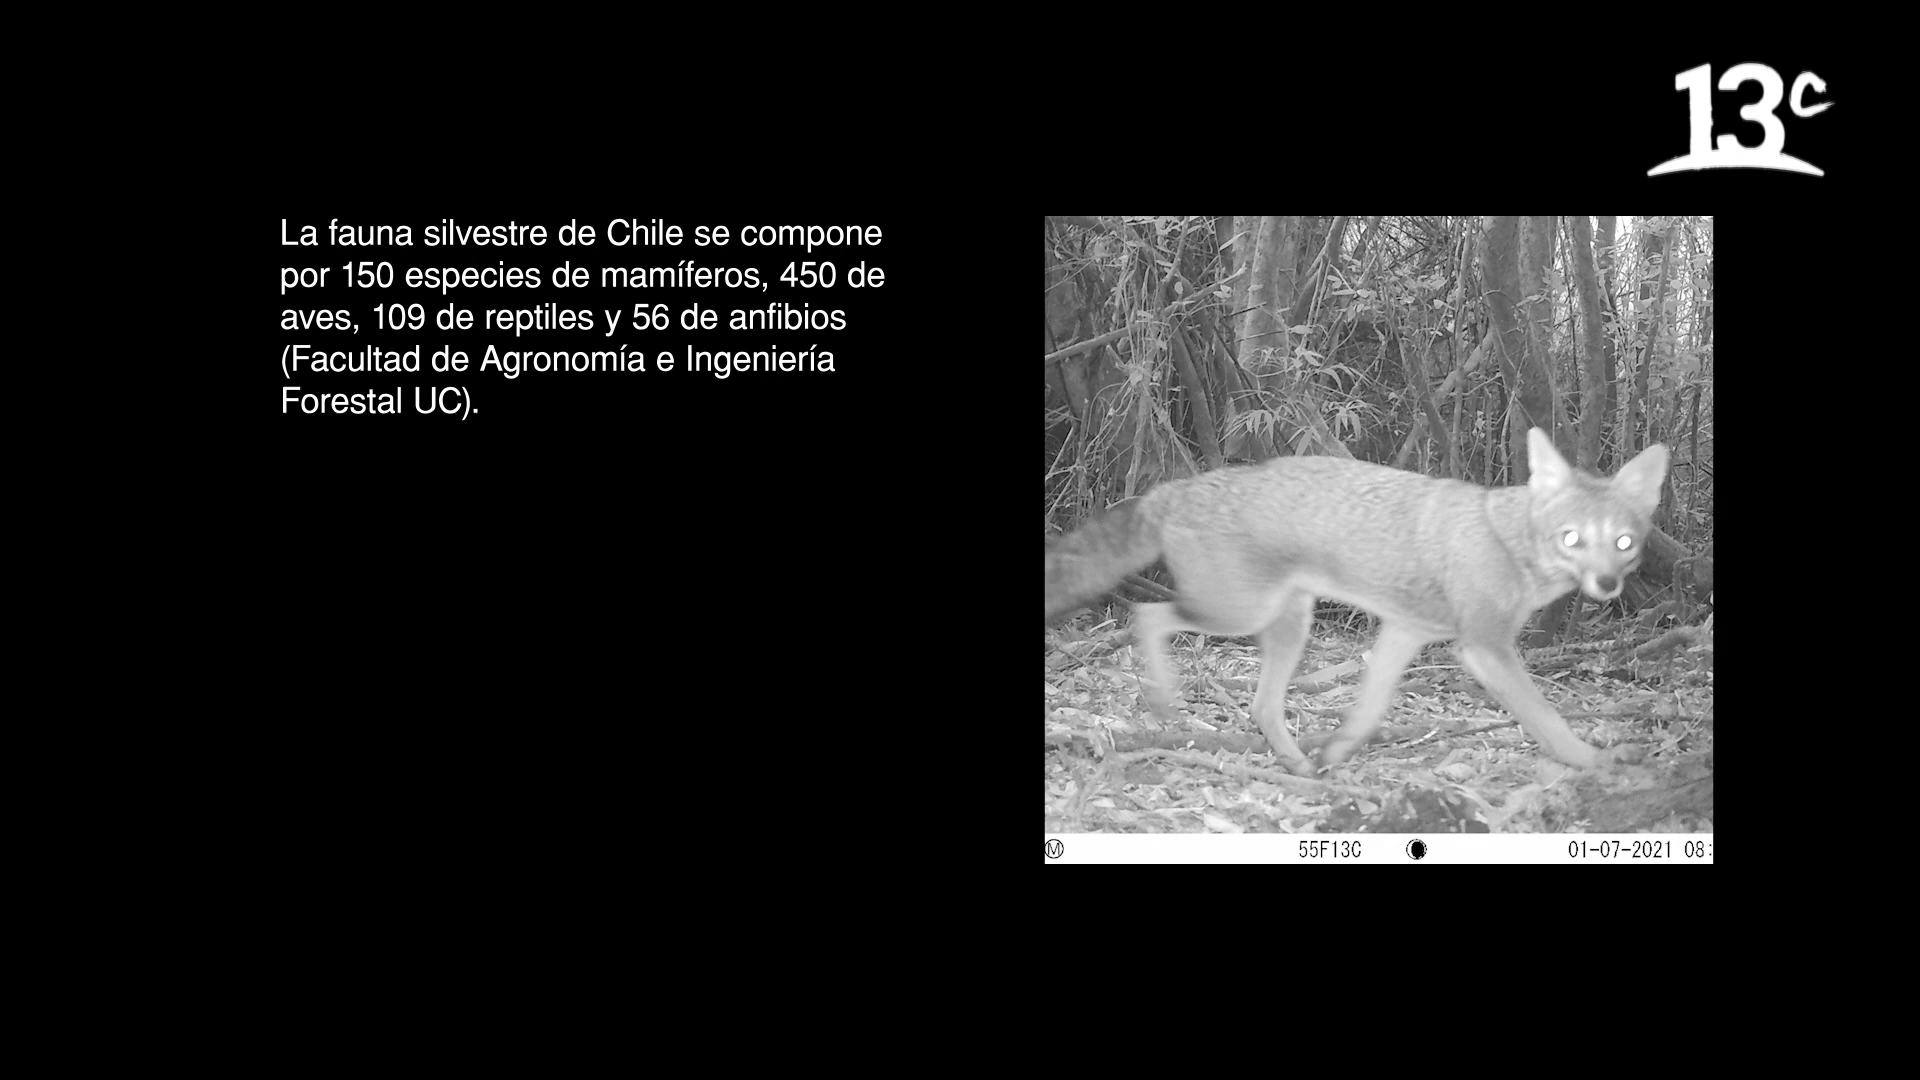 13c
La fauna silvestre de Chile se compone
por 150 especies de mamíferos, 450 de
aves, 109 de reptiles y 56 de anfibios
(Facultad de Agronomía e Ingeniería
Forestal UC).
M 55F13C 01-07-2021 08: